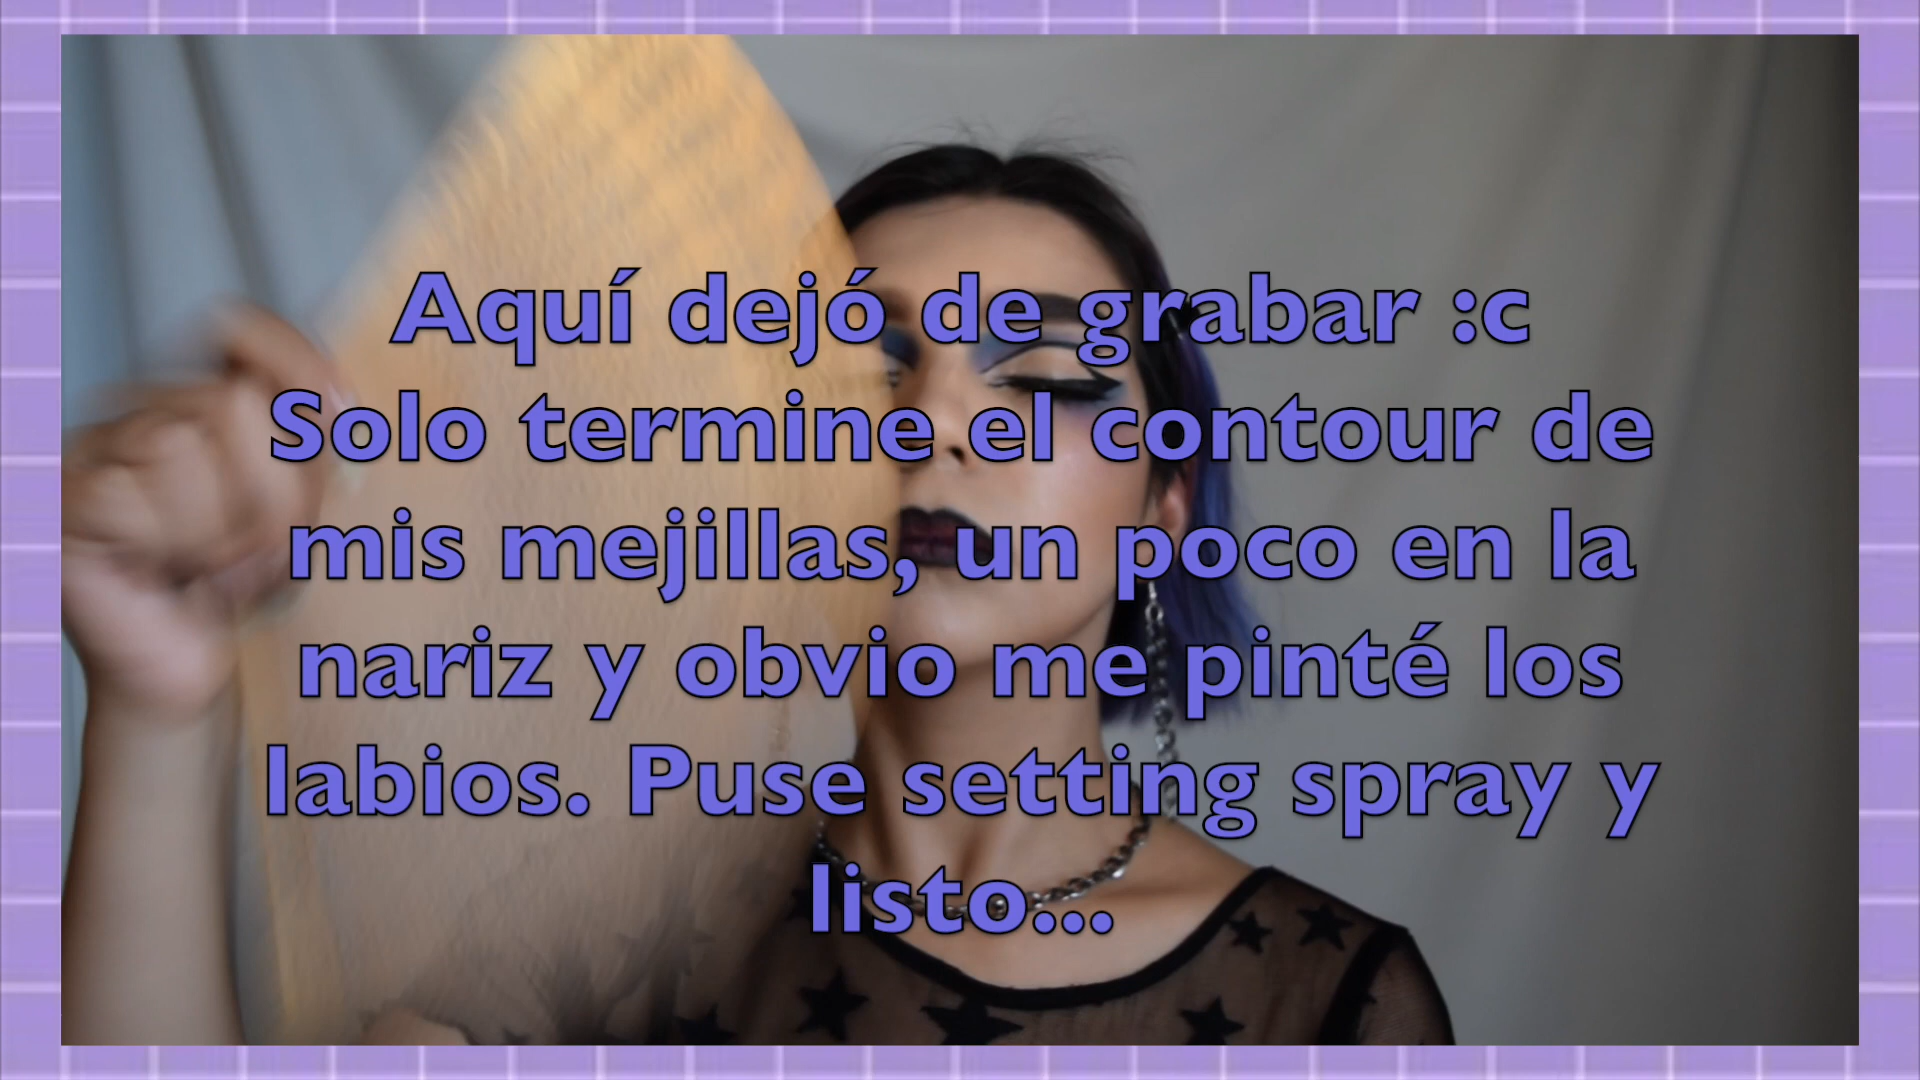 Aquí dejó de grabar :c
Solo termine el contour de
mis mejillas, un poco en la
nariz y obvio me pinté los
labios. Puse setting spray y
listo...